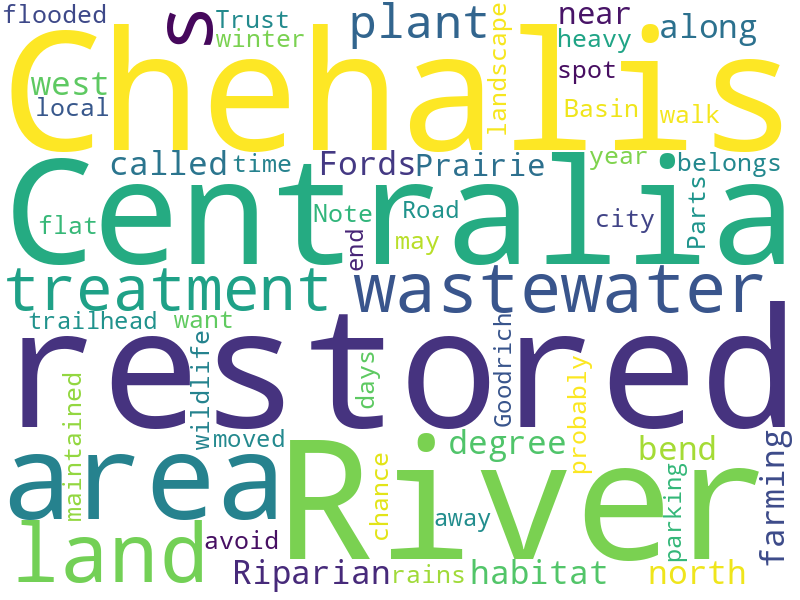 flooded S Trust plant near
winter landscape heavy along
Chehalis
west spot
local Basin walk
called time Fords Prairie year belongs
Centralia
flat Note Road city Parts
end may
treatment wastewater
trailhead want Goodrich
restored
wildlife days probably
maintained moved degree bend farming
area River
chance away parking
land avoid
Riparian rains habitat north